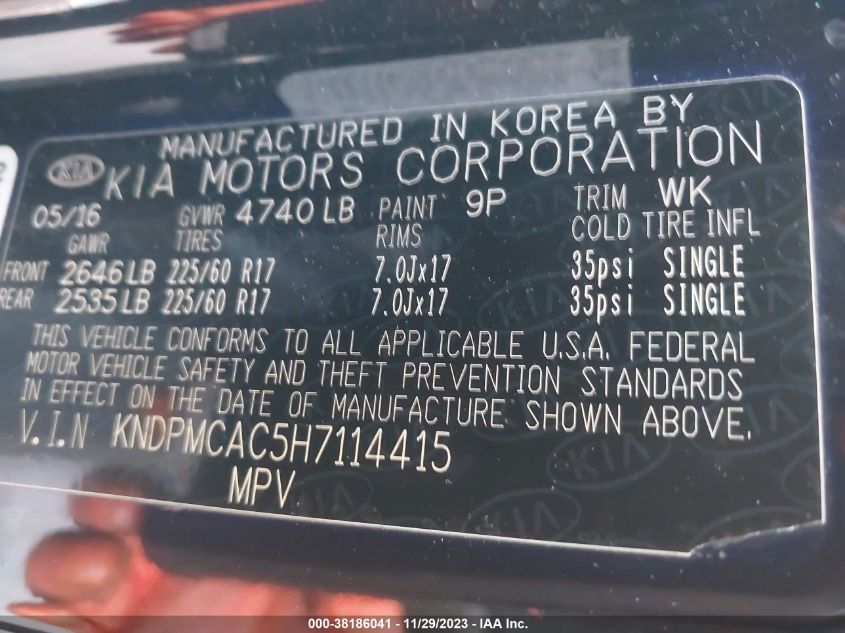 MANUFACTURED IN KOREA BY
KIA KIA MOTORS CORPORATION
05/16 GVWR 4740 LB PAINT 9P TRIM WK
GAWR TIRES RIMS COLD TIRE INFL
FRONT 2646 LB 225/60 R17 7.0Jx17 35psi SINGLE
REAR 2535 LB 225/60 R17 7.0Jx17 35psi SINGLE
THIS VEHICLE CONFORMS TO ALL APPLICABLE U.S.A. FEDERAL
MOTOR VEHICLE SAFETY AND THEFT PREVENTION STANDARDS
IN EFFECT ON THE DATE OF MANUFACTURE SHOWN ABOVE.
V.I.N KNDPMCAC5H7114415
MPV
000-38186041 - 11/29/2023 - IAA Inc.